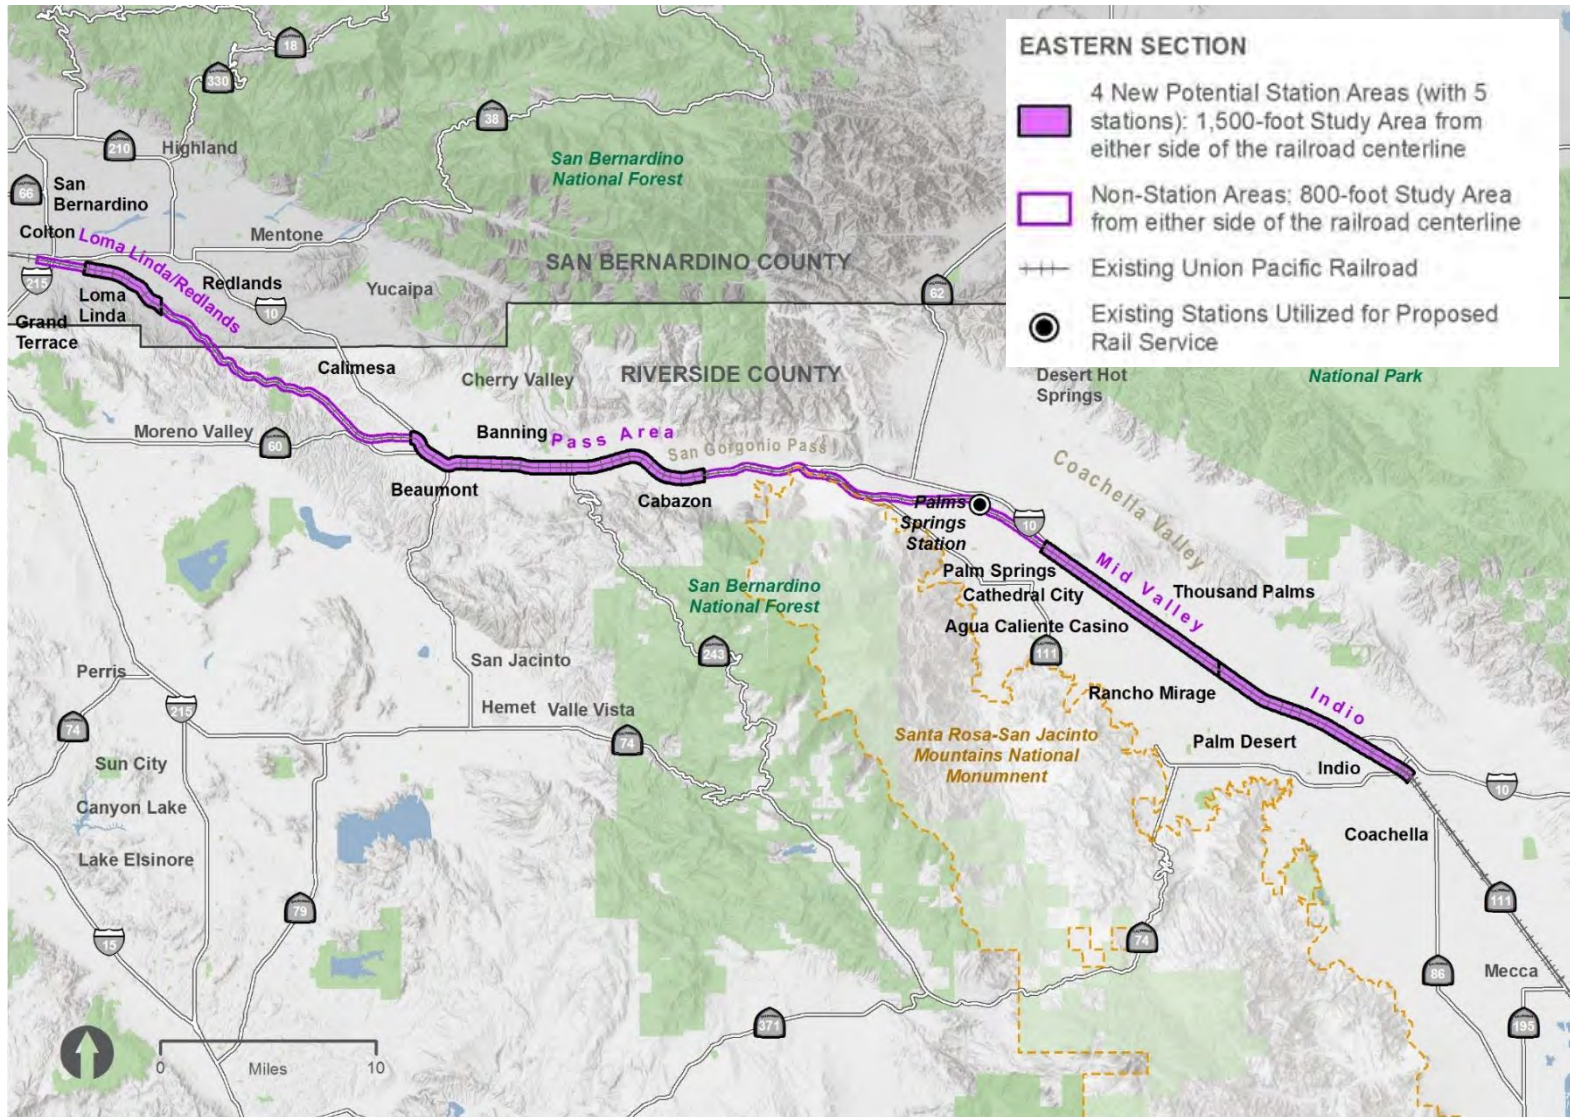 EASTERN SECTION
4 New Potential Station Areas (with 5
stations): 1,500-foot Study Area from
either side of the railroad centerline
Non-Station Areas: 800-foot Study Area
from either side of the railroad centerline
Existing Union Pacific Railroad
Existing Stations Utilized for Proposed
Rail Service
18
330
38
210
Highland
66
San
Bernardino
San Bernardino
National Forest
Colton
Loma Linda/Redlands
Mentone
SAN BERNARDINO COUNTY
215
Redlands
Yucaipa
10
62
Loma
Linda
Grand
Terrace
Calimesa
Cherry Valley
RIVERSIDE COUNTY
Desert Hot
Springs
National Park
Moreno Valley
60
Banning
Pass Area
San Gorgonio Pass
Coachella Valley
Beaumont
Cabazon
Palms
Springs
Station
10
Mid Valley
Palm Springs
Cathedral City
Thousand Palms
San Bernardino
National Forest
Agua Caliente Casino
243
111
Perris
San Jacinto
Rancho Mirage
Indio
215
Hemet
Valle Vista
74
74
Santa Rosa-San Jacinto
Mountains National
Monumnent
Palm Desert
Sun City
Indio
10
Canyon Lake
Coachella
Lake Elsinore
79
111
15
74
86
Mecca
371
195
0
Miles
10